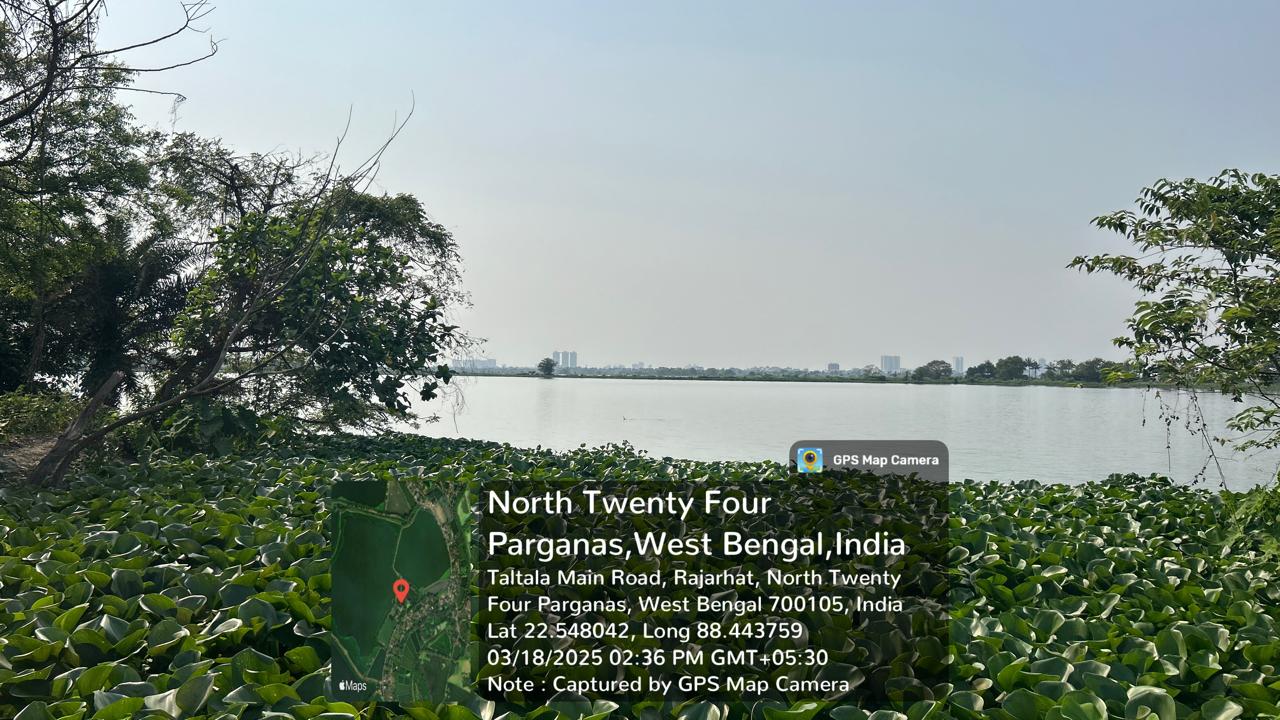 GPS Map Camera
North Twenty Four
Parganas,West Bengal,India
Taltala Main Road, Rajarhat, North Twenty
Four Parganas, West Bengal 700105, India
Lat 22.548042, Long 88.443759
03/18/2025 02:36 PM GMT+05:30
Note : Captured by GPS Map Camera
Maps